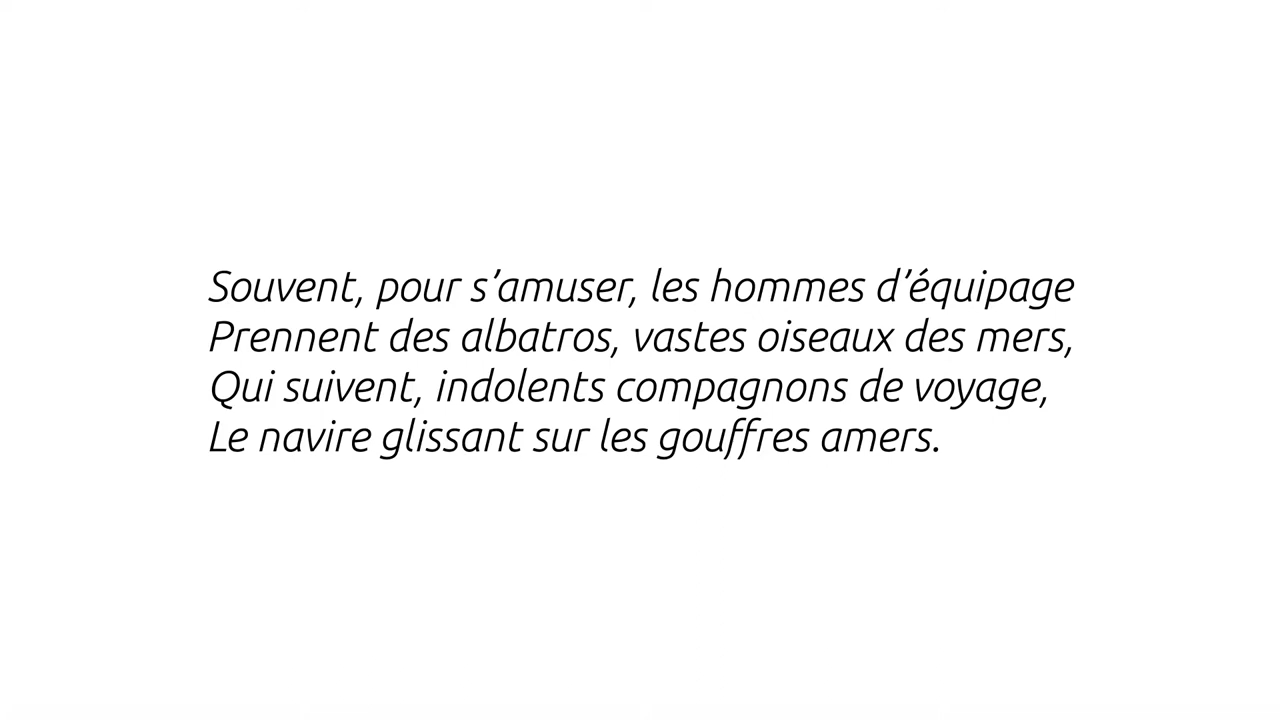 Souvent, pour s’amuser, les hommes d’équipage
Prennent des albatros, vastes oiseaux des mers,
Qui suivent, indolents compagnons de voyage,
Le navire glissant sur les gouffres amers.